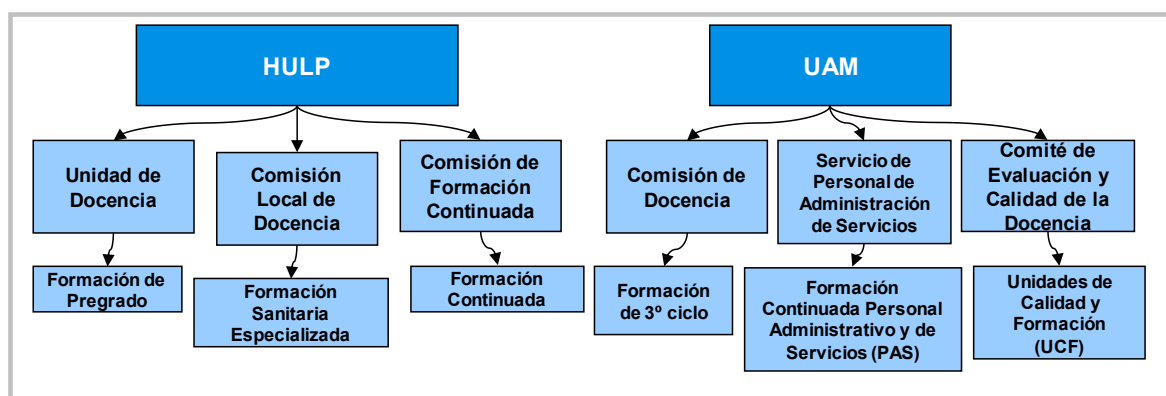 HULP
UAM
Unidad de
Docencia
Comisión
Local de
Docencia
Comisión de
Formación
Continuada
Comisión de
Docencia
Servicio de
Personal de
Administración
de Servicios
Comité de
Evaluación y
Calidad de la
Docencia
Formación de
Pregrado
Formación
Sanitaria
Especializada
Formación
Continuada
Formación
de 3º ciclo
Formación
Continuada Personal
Administrativo y de
Servicios (PAS)
Unidades de
Calidad y
Formación
(UCF)